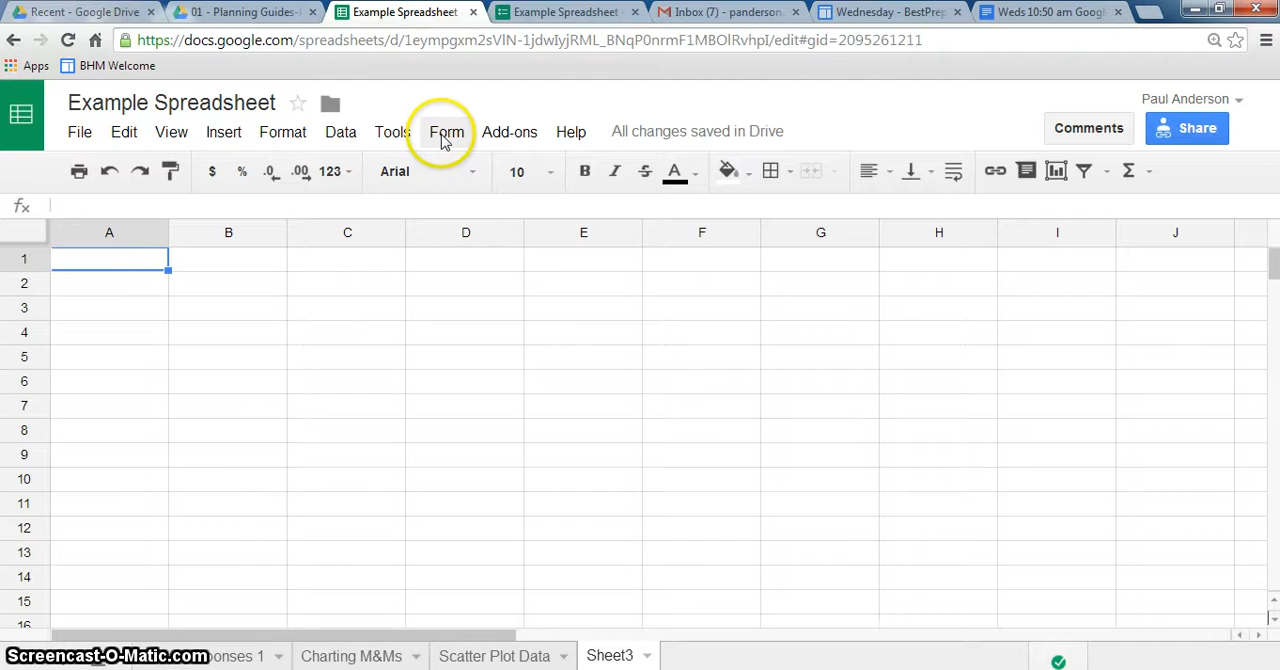 Recent - Google Drive
01 - Planning Guides-
Example Spreadsheet
Example Spreadsheet
Inbox (7) - panderson
Wednesday - BestPrep
Weds 10:50 am Googl
https://docs.google.com/spreadsheets/d/1eympgxm2sVlN-1jdwIyjRML_BNqP0nrmF1MBOlRvhpI/edit#gid=2095261211
Apps BHM Welcome
Example Spreadsheet
Paul Anderson
File Edit View Insert Format Data Tools Form Add-ons Help All changes saved in Drive
Comments Share
$ % .0 .00 123 Arial 10 B I S A Σ
fx
A B C D E F G H I J
1
2
3
4
5
6
7
8
9
10
11
12
13
14
15
16
Screencast-O-Matic.com
ponses 1 Charting M&Ms Scatter Plot Data Sheet3